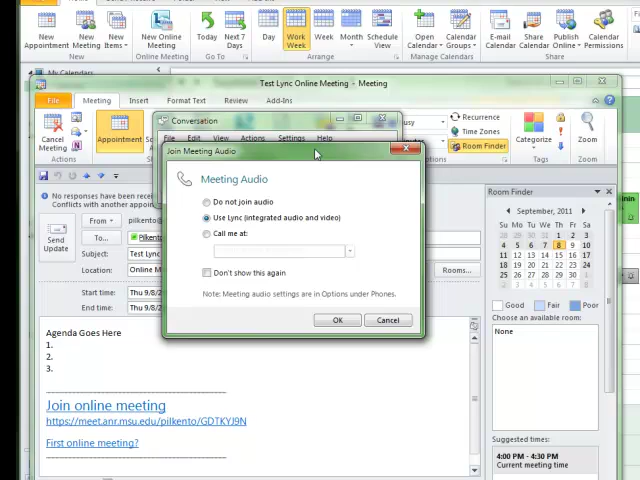 New Appointment
New Meeting
New Items
New Online Meeting
Today
Next 7 Days
Day
Work Week
Week
Month
Schedule View
Open Calendar
Calendar Groups
E-mail Calendar
Share Calendar
Publish Online
Calendar Permissions
New
Online Meeting
Go To
Arrange
Manage Calendars
Share
My Calendars
Test Lync Online Meeting - Meeting
File
Meeting
Insert
Format Text
Review
Add-Ins
Conversation
File
Edit
View
Actions
Settings
Help
Cancel Meeting
Actions
Appointment
Recurrence
Time Zones
Room Finder
Categorize
Tags
Zoom
Zoom
Join Meeting Audio
Meeting Audio
Do not join audio
Use Lync (integrated audio and video)
Call me at:
Don't show this again
Note: Meeting audio settings are in Options under Phones.
OK
Cancel
No responses have been rece
Conflicts with another appoin
Send Update
From
pilkento@
To...
Pilkento
Subject:
Test Lync
Location:
Online M
Rooms...
Start time:
Thu 9/8/
End time:
Thu 9/8/
Room Finder
September, 2011
Su Mo Tu We Th Fr Sa
28 29 30 31 1 2 3
4 5 6 7 8 9 10
11 12 13 14 15 16 17
18 19 20 21 22 23 24
25 26 27 28 29 30 1
2 3 4 5 6 7 8
Good
Fair
Poor
Choose an available room:
None
Suggested times:
4:00 PM - 4:30 PM
Current meeting time
Agenda Goes Here
1.
2.
3.
Join online meeting
https://meet.anr.msu.edu/pilkento/GDTKYJ9N
First online meeting?